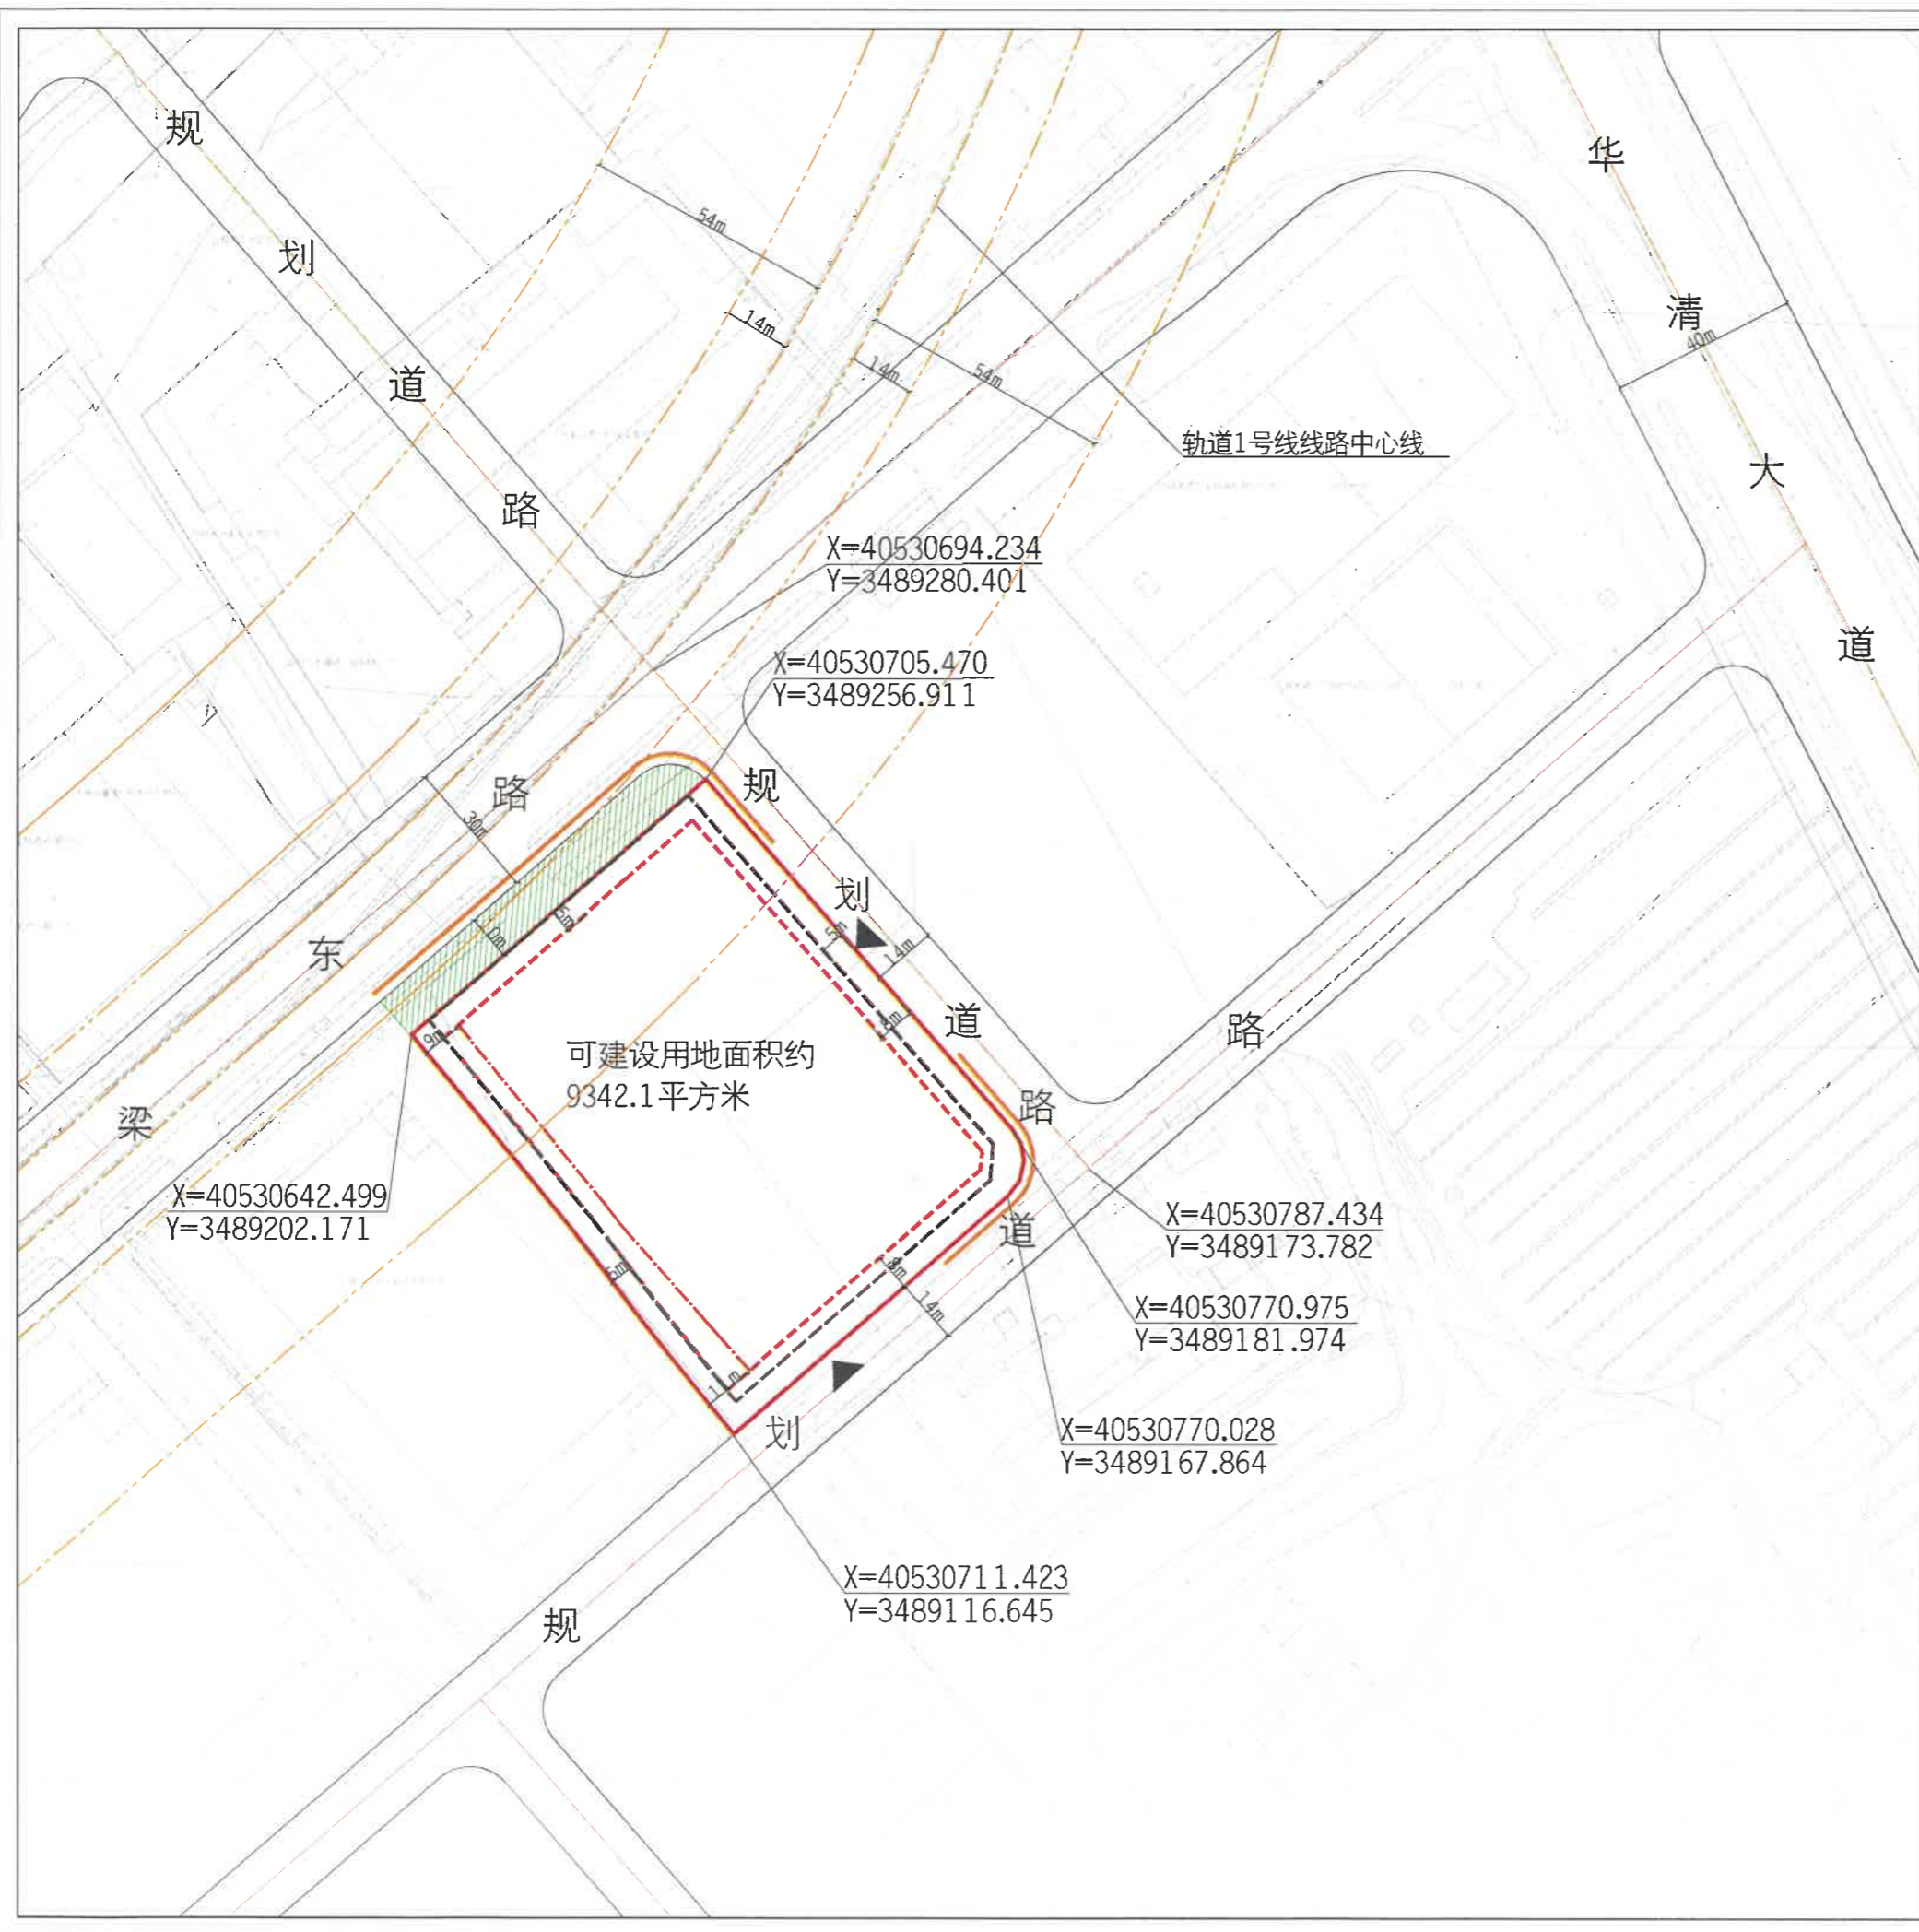 规
划
道
路
华
清
大
道
40m
54m
14m
14m
54m
轨道1号线线路中心线
X=40530694.234
Y=3489280.401
X=40530705.470
Y=3489256.911
路
东
梁
30m
规
划
道
路
5m
14m
8m
5m
0m
9m
可建设用地面积约
9342.1平方米
X=40530642.499
Y=3489202.171
路
道
划
规
X=40530787.434
Y=3489173.782
X=40530770.975
Y=3489181.974
8m
14m
5m
X=40530770.028
Y=3489167.864
X=40530711.423
Y=3489116.645